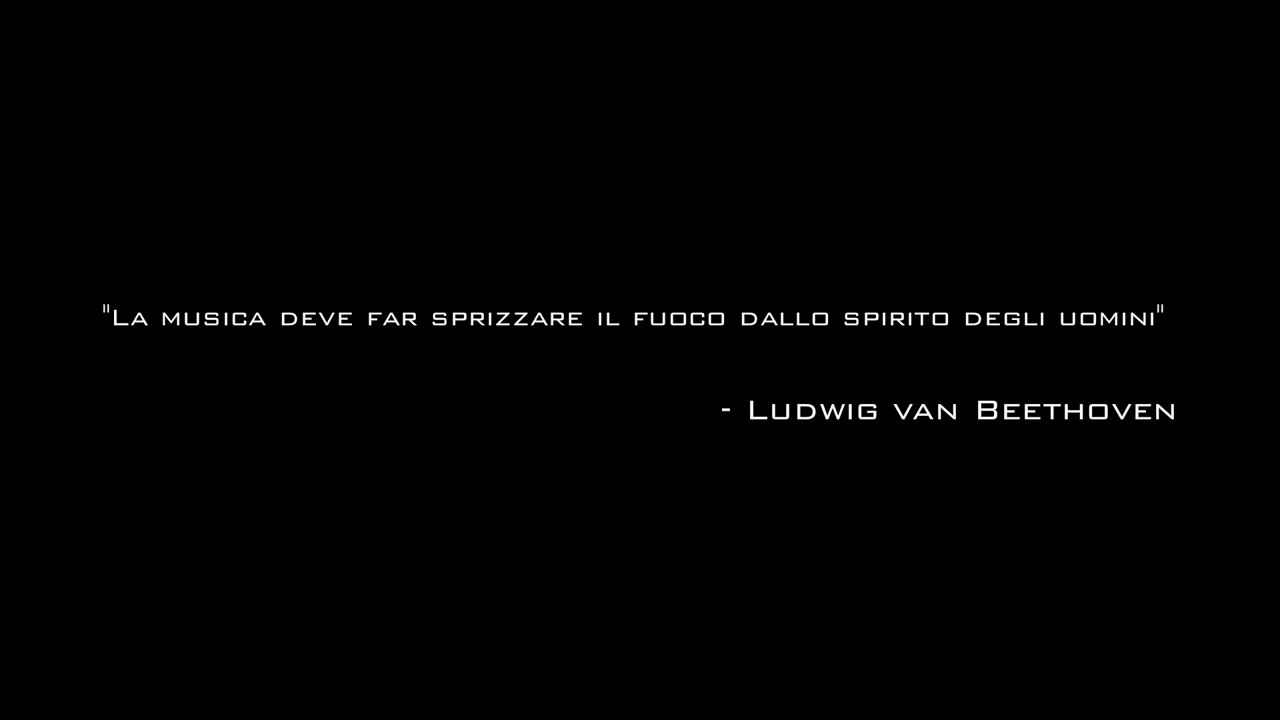 "La musica deve far sprizzare il fuoco dallo spirito degli uomini"
- Ludwig van Beethoven